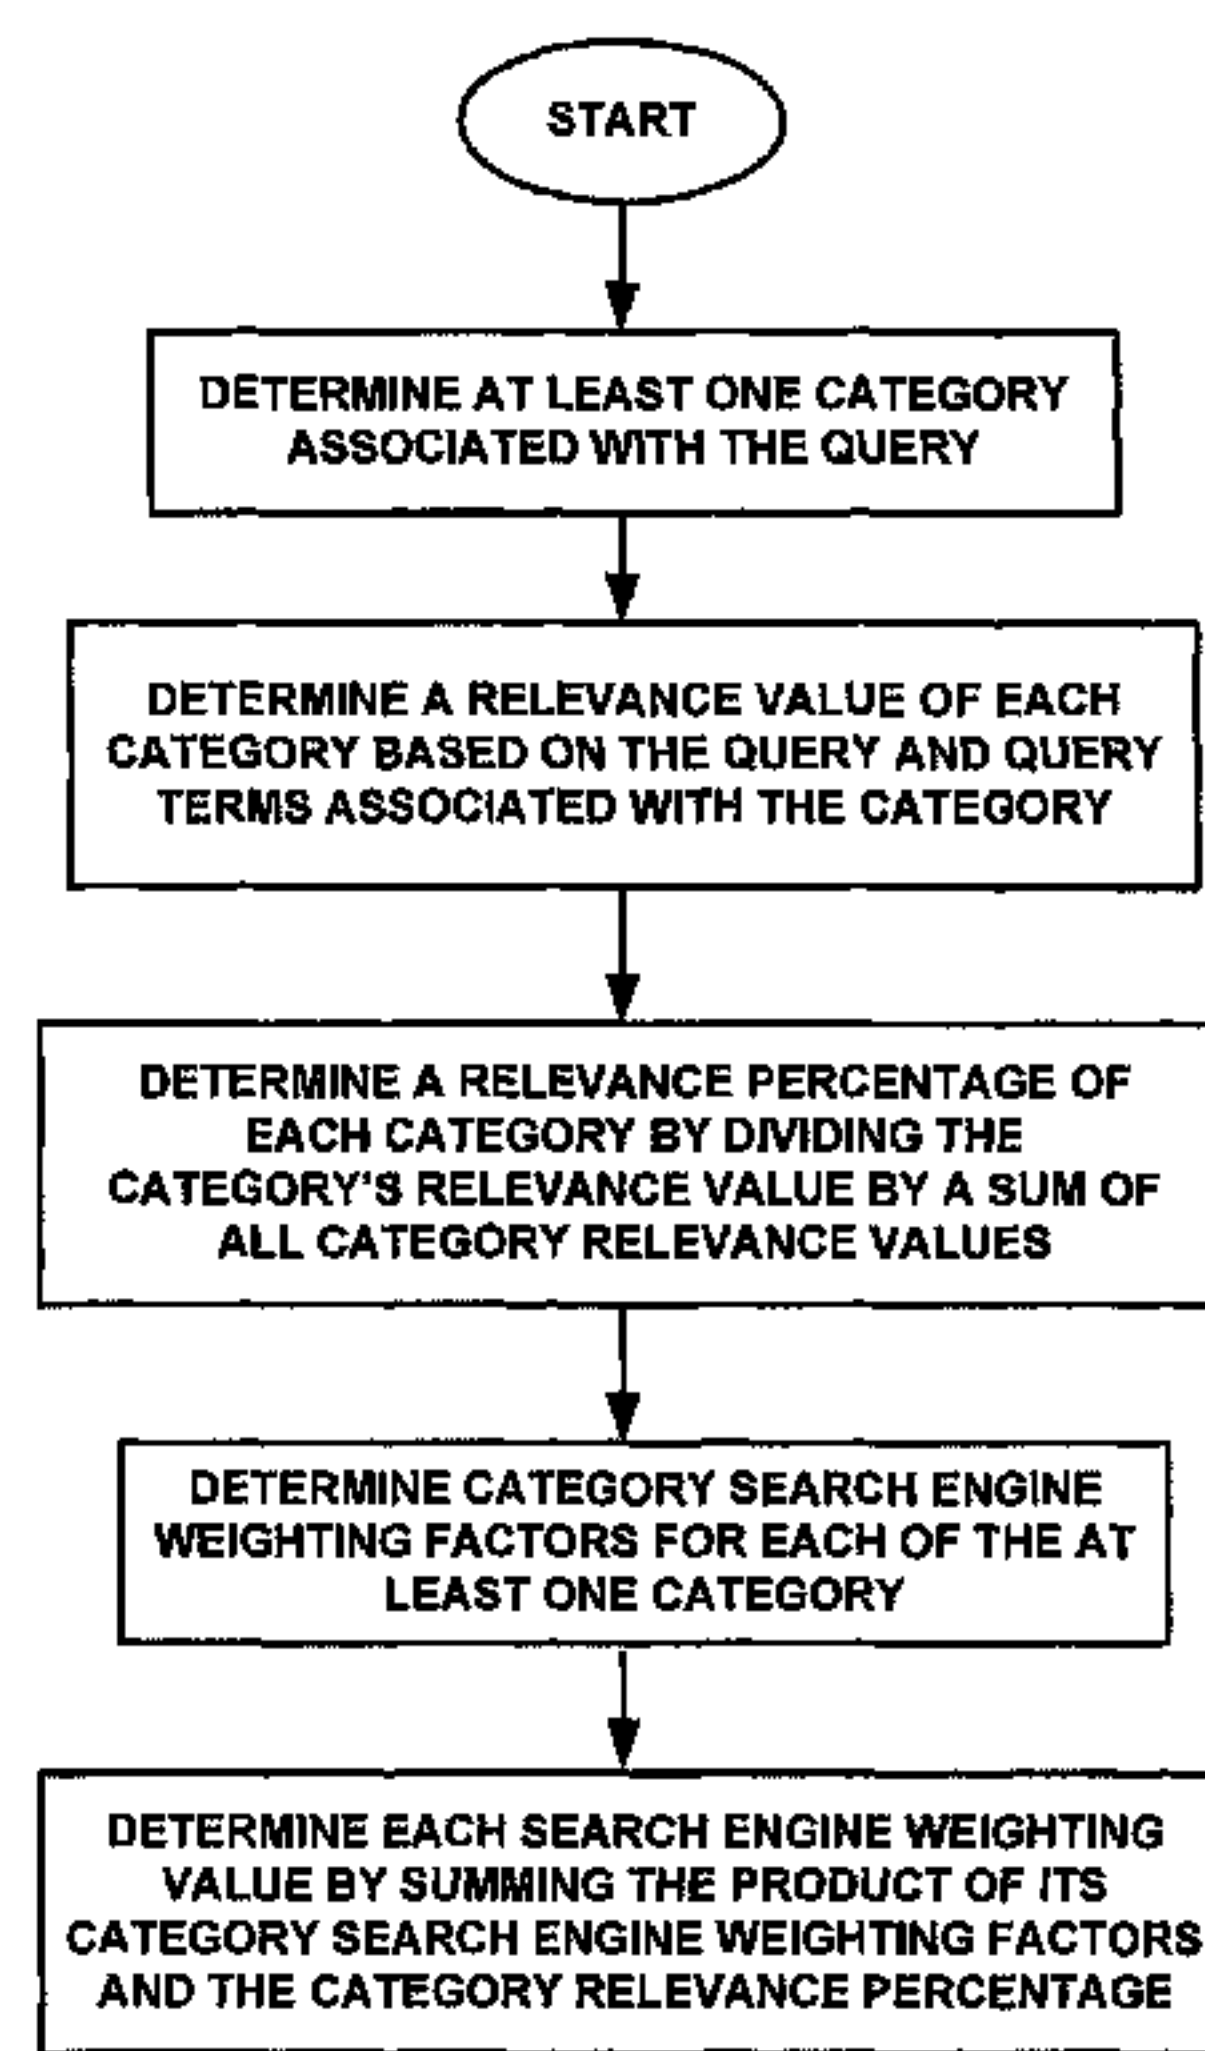 START
DETERMINE AT LEAST ONE CATEGORY
ASSOCIATED WITH THE QUERY
DETERMINE A RELEVANCE VALUE OF EACH
CATEGORY BASED ON THE QUERY AND QUERY
TERMS ASSOCIATED WITH THE CATEGORY
DETERMINE A RELEVANCE PERCENTAGE OF
EACH CATEGORY BY DIVIDING THE
CATEGORY'S RELEVANCE VALUE BY A SUM OF
ALL CATEGORY RELEVANCE VALUES
DETERMINE CATEGORY SEARCH ENGINE
WEIGHTING FACTORS FOR EACH OF THE AT
LEAST ONE CATEGORY
DETERMINE EACH SEARCH ENGINE WEIGHTING
VALUE BY SUMMING THE PRODUCT OF ITS
CATEGORY SEARCH ENGINE WEIGHTING FACTORS
AND THE CATEGORY RELEVANCE PERCENTAGE